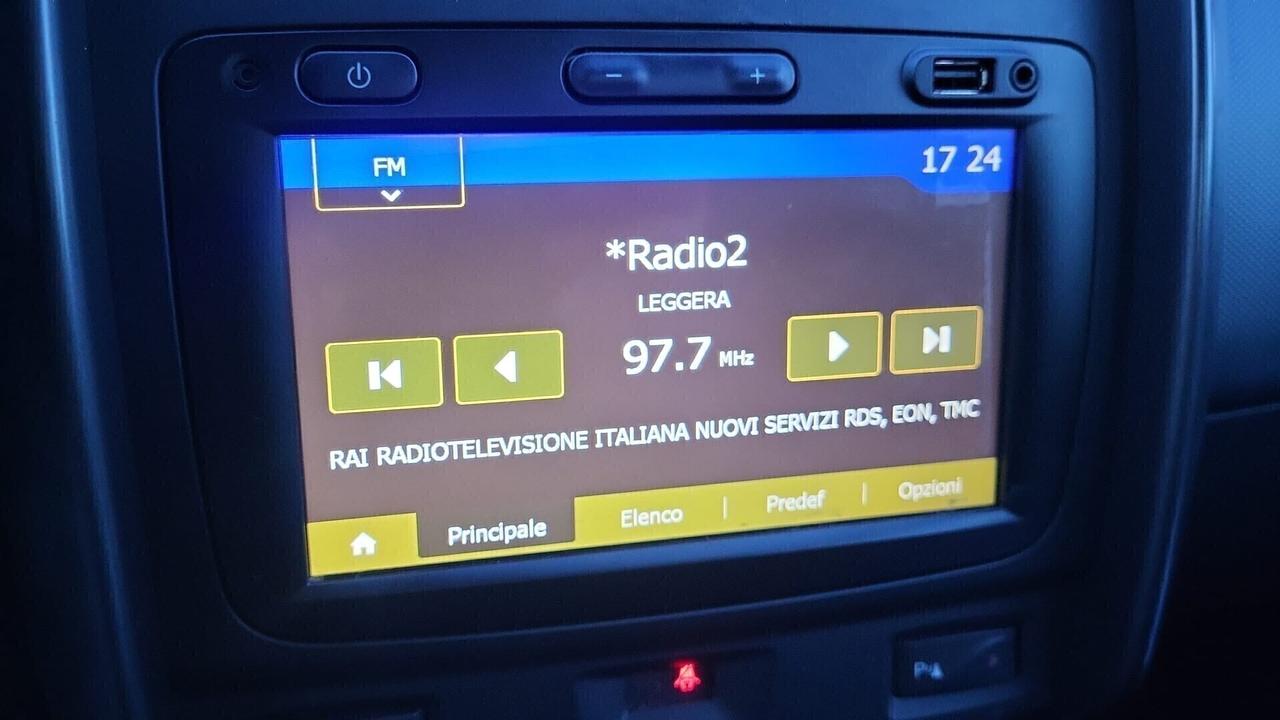 FM
17 24
*Radio2
LEGGERA
97.7 MHz
RAI RADIOTELEVISIONE ITALIANA NUOVI SERVIZI RDS, EON, TMC
Principale Elenco Predef Opzioni